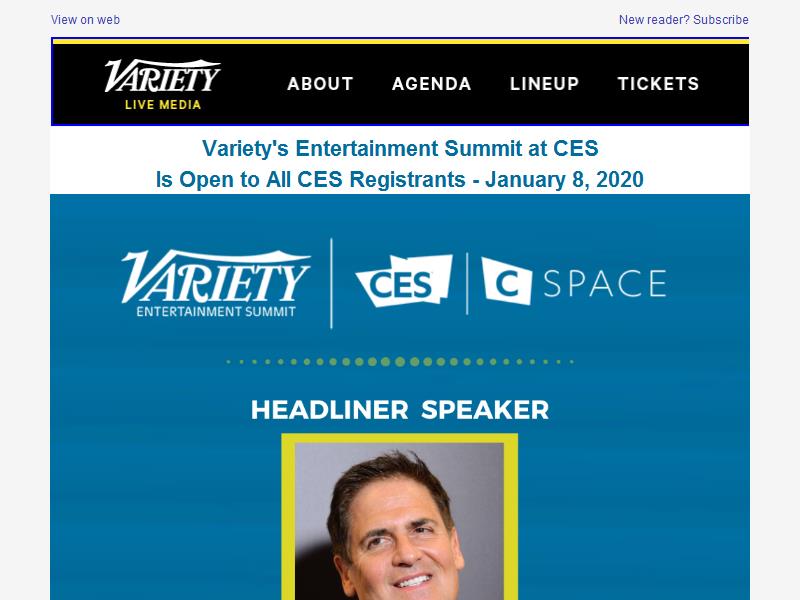 View on web
New reader? Subscribe
VARIETY
LIVE MEDIA
ABOUT AGENDA LINEUP TICKETS
Variety's Entertainment Summit at CES
Is Open to All CES Registrants - January 8, 2020
VARIETY
ENTERTAINMENT SUMMIT
CES
C SPACE
HEADLINER SPEAKER